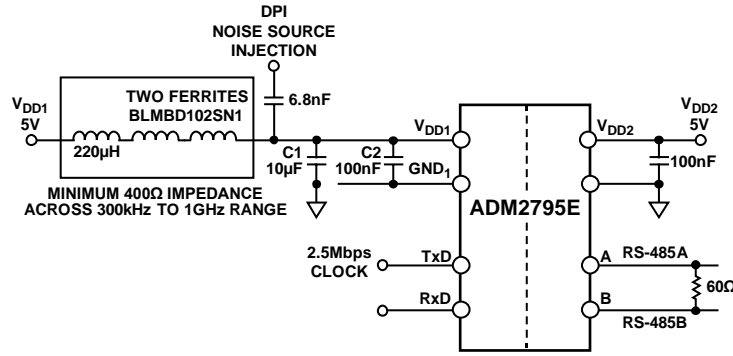 DPI
NOISE SOURCE
INJECTION
TWO FERRITES
BLMBD102SN1
6.8nF
VDD1
5V
220µH
MINIMUM 400Ω IMPEDANCE
ACROSS 300kHz TO 1GHz RANGE
C1
10µF
C2
100nF
VDD1
GND1
VDD2
VDD2
5V
100nF
ADM2795E
2.5Mbps
CLOCK
TxD
RxD
A
RS-485A
60Ω
B
RS-485B